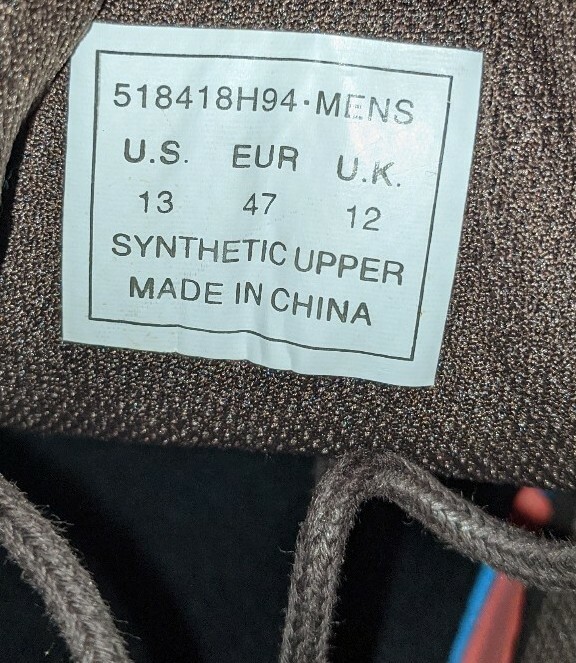 518418H94·MENS
U.S. EUR U.K.
13 47 12
SYNTHETIC UPPER
MADE IN CHINA